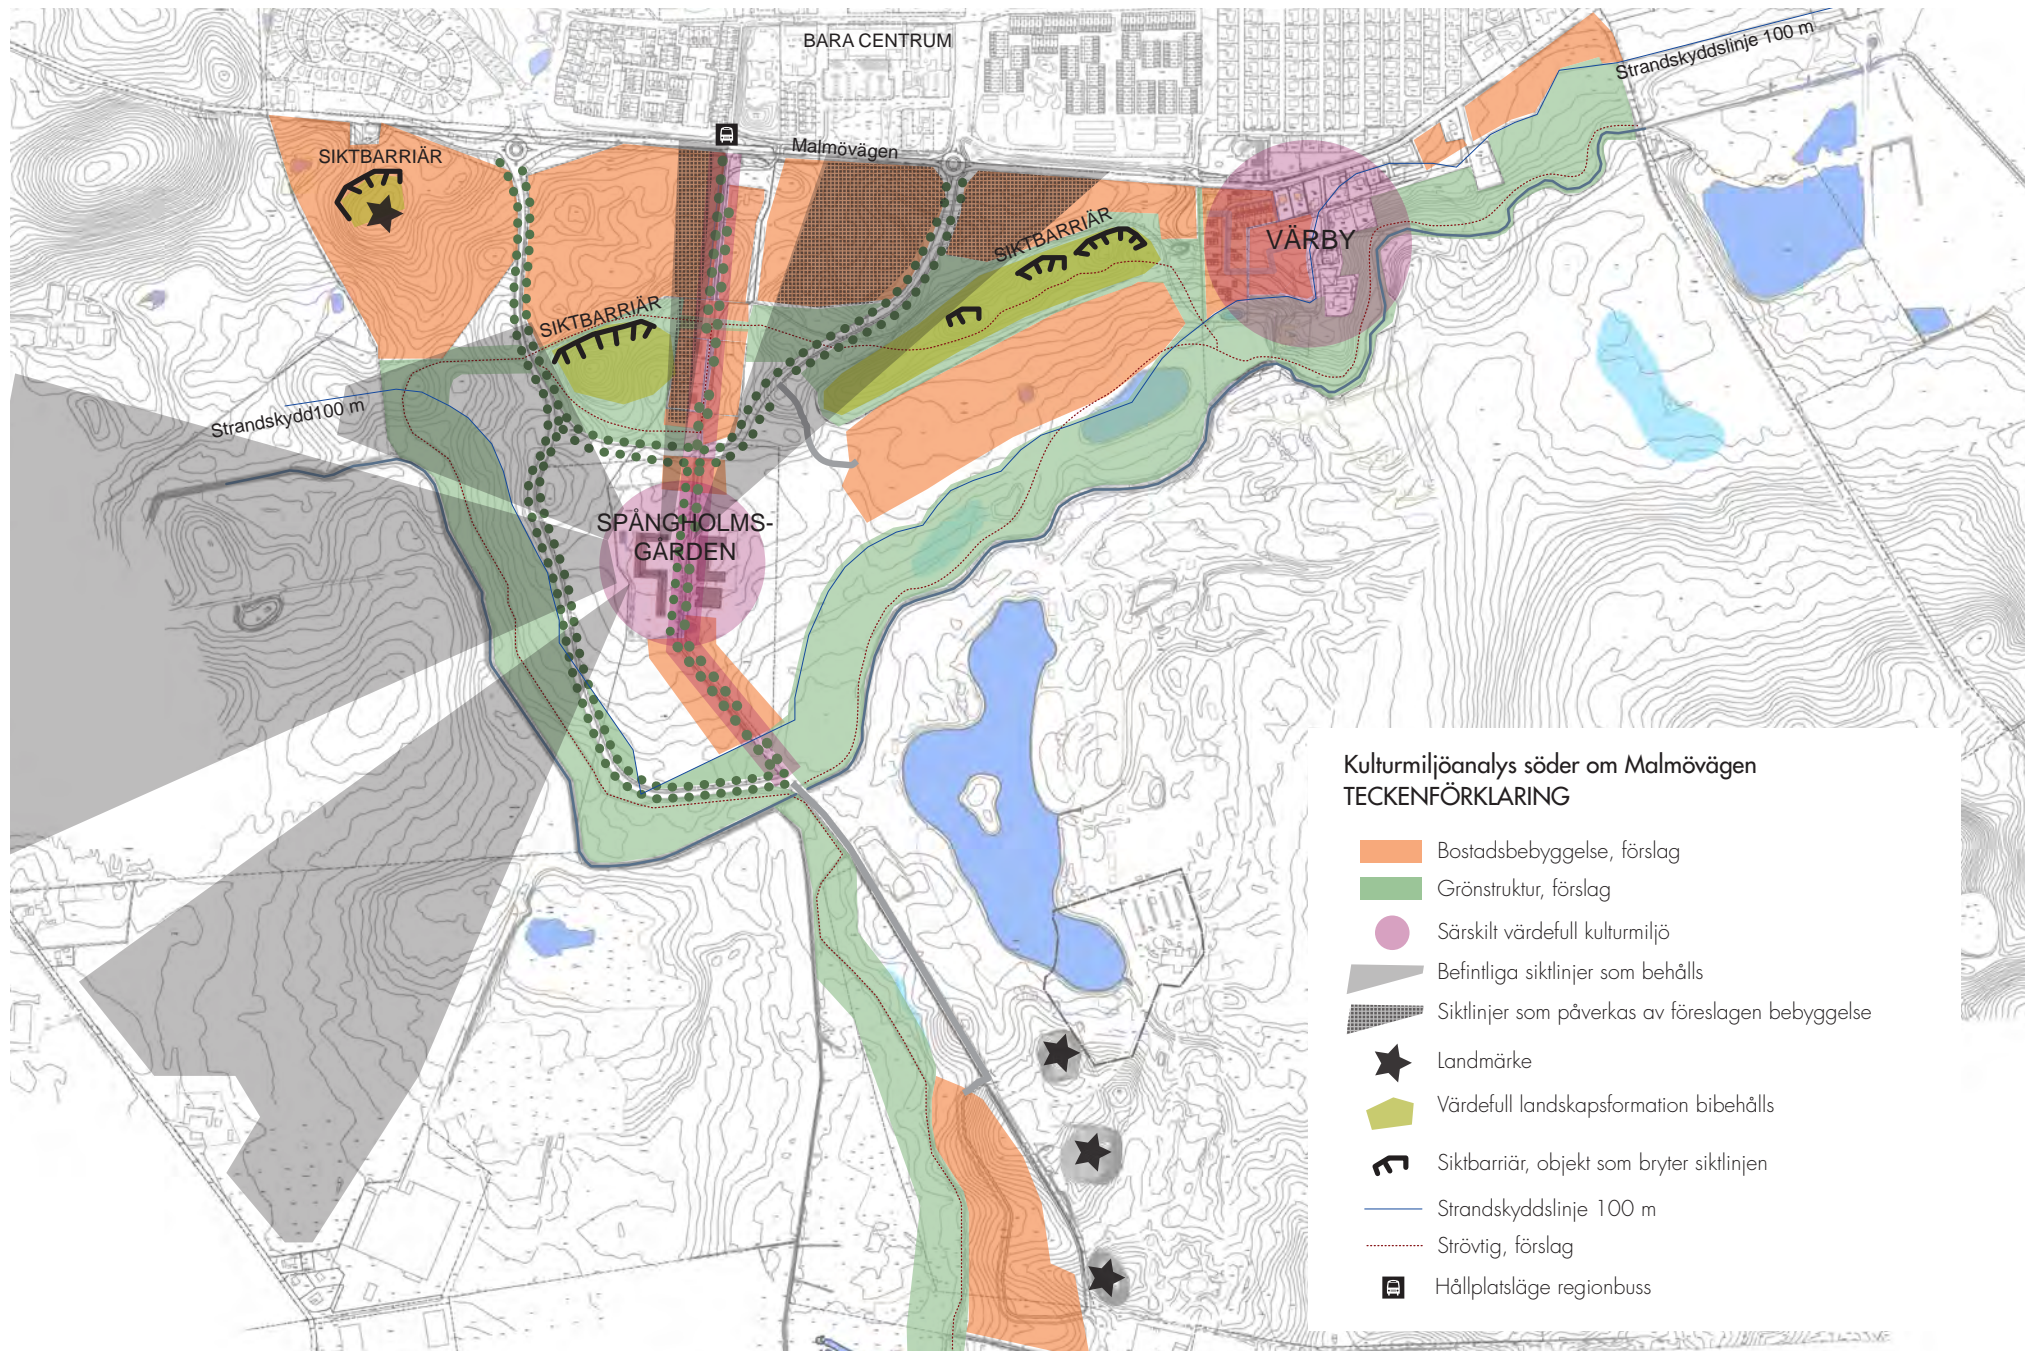 BARA CENTRUM
Strandskyddslinje 100 m
Malmövägen
SIKTBARRIÄR
SIKTBARRIÄR
VÄRBY
SIKTBARRIÄR
Strandskydd100 m
SPÅNGHOLMS-
GÅRDEN
Kulturmiljöanalys söder om Malmövägen
TECKENFÖRKLARING
Bostadsbebyggelse, förslag
Grönstruktur, förslag
Särskilt värdefull kulturmiljö
Befintliga siktlinjer som behålls
Siktlinjer som påverkas av föreslagen bebyggelse
Landmärke
Värdefull landskapsformation bibehålls
Siktbarriär, objekt som bryter siktlinjen
Strandskyddslinje 100 m
Strövtig, förslag
Hållplatsläge regionbuss